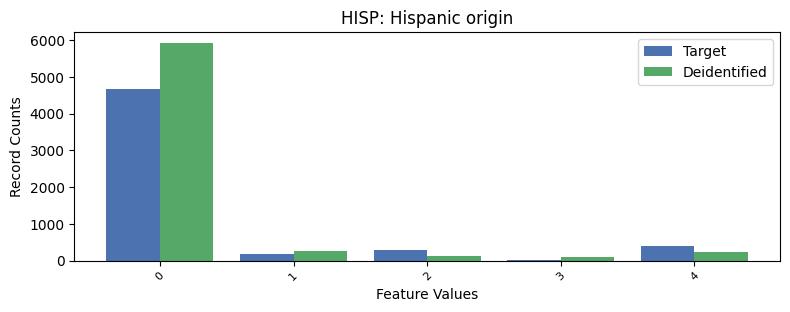 HISP: Hispanic origin
Target
Deidentified
Record Counts
6000
5000
4000
3000
2000
1000
0
0 1 2 3 4
Feature Values